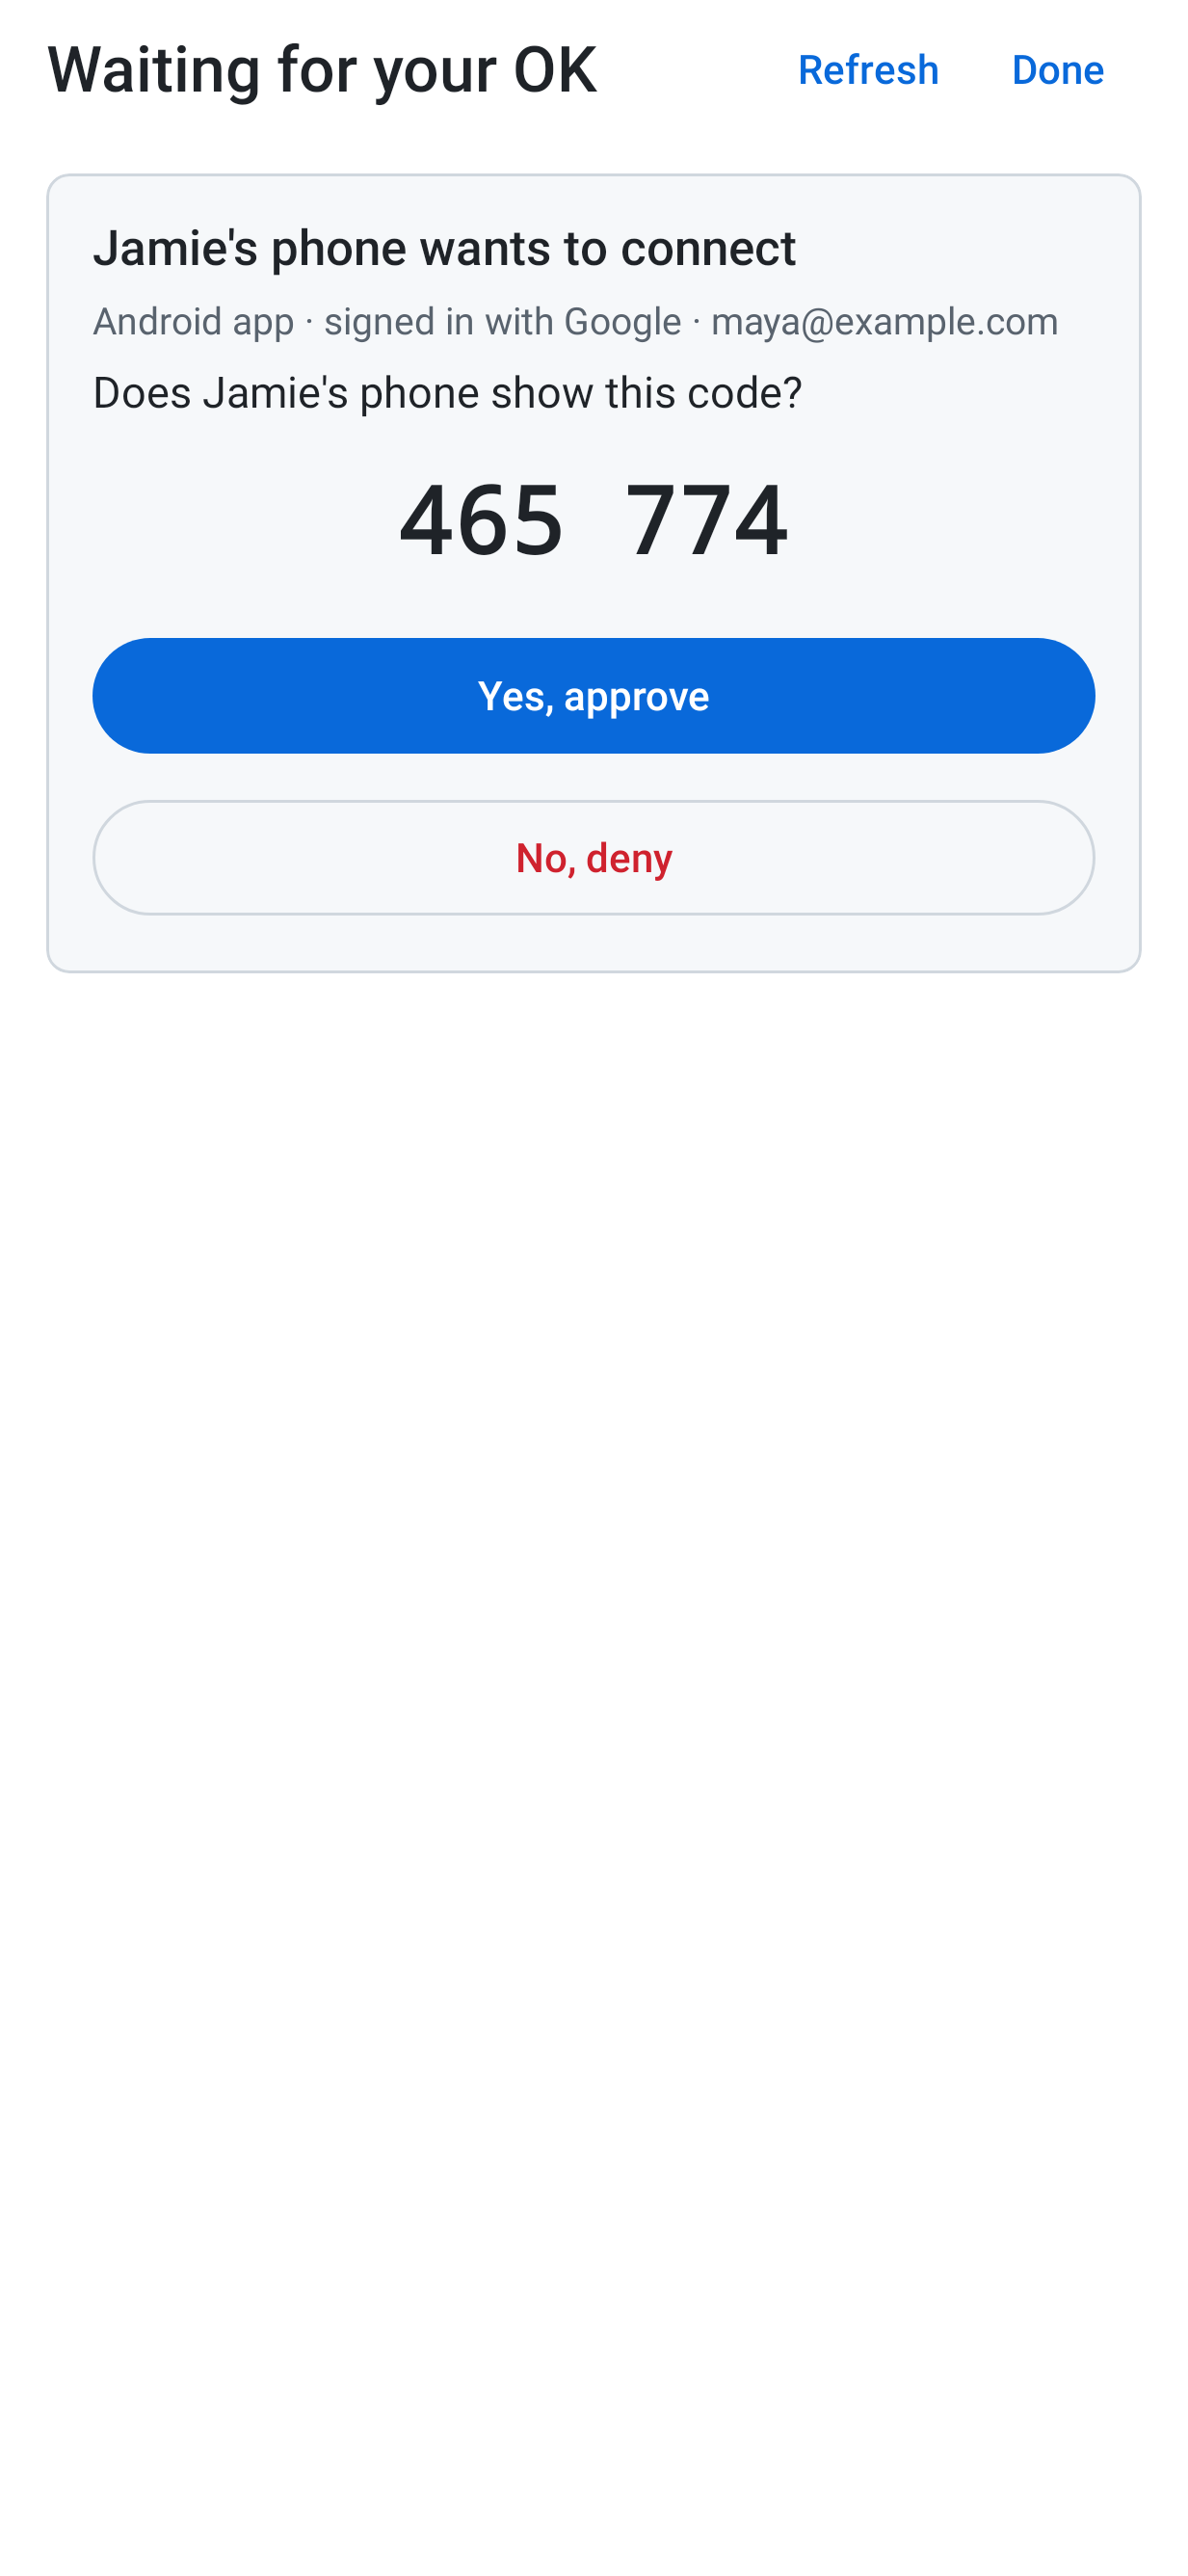 Waiting for your OK
Refresh
Done
Jamie's phone wants to connect
Android app · signed in with Google · maya@example.com
Does Jamie's phone show this code?
465 774
Yes, approve
No, deny